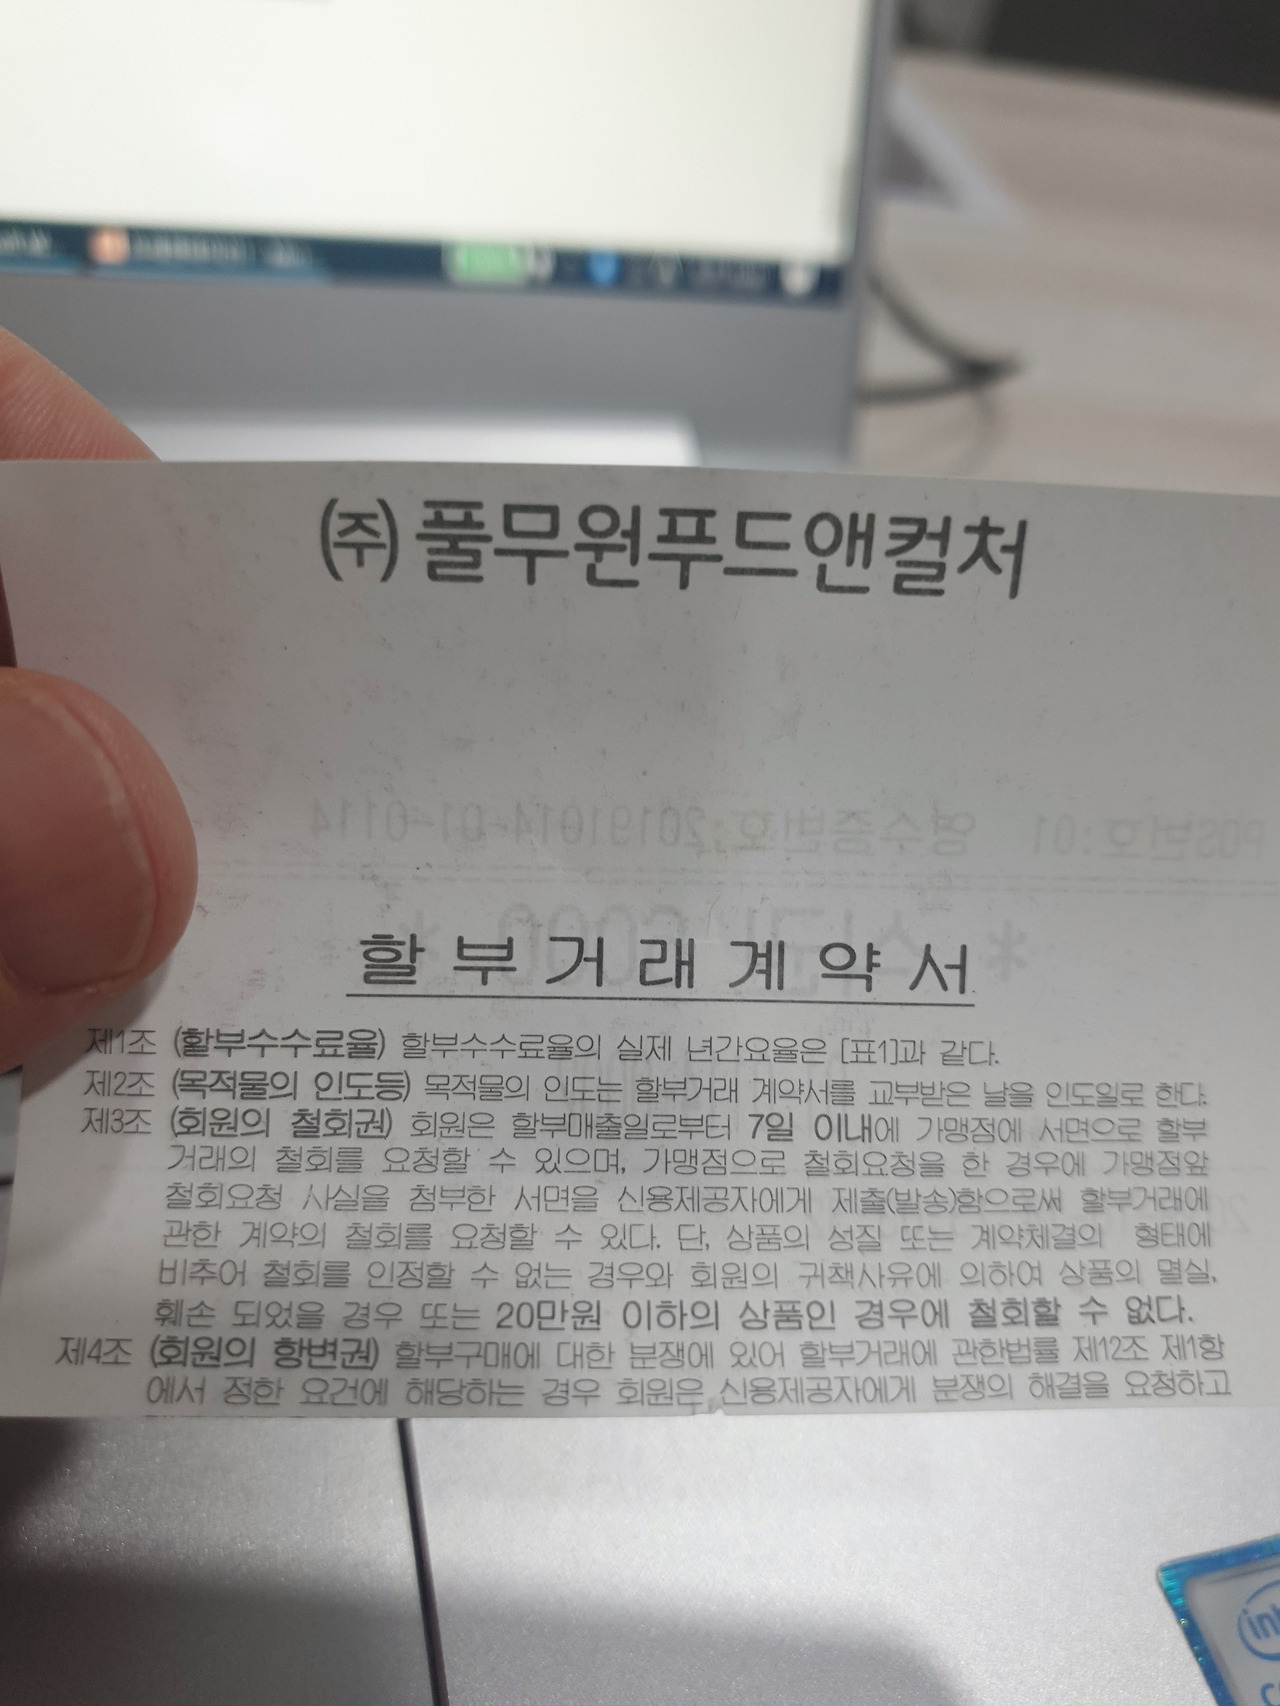 (주)풀무원푸드앤컬처
POS번호:01 영수증번호:20191014-01-0114
할부거래계약서
제1조 (할부수수료율) 할부수수료율의 실제 년간요율은 [표1]과 같다.
제2조 (목적물의 인도등) 목적물의 인도는 할부거래 계약서를 교부받은 날을 인도일로 한다.
제3조 (회원의 철회권) 회원은 할부매출일로부터 7일 이내에 가맹점에 서면으로 할부
거래의 철회를 요청할 수 있으며, 가맹점으로 철회요청을 한 경우에 가맹점앞
철회요청 사실을 첨부한 서면을 신용제공자에게 제출(발송)함으로써 할부거래에
관한 계약의 철회를 요청할 수 있다. 단, 상품의 성질 또는 계약체결의 형태에
비추어 철회를 인정할 수 없는 경우와 회원의 귀책사유에 의하여 상품의 멸실,
훼손 되었을 경우 또는 20만원 이하의 상품인 경우에 철회할 수 없다.
제4조 (회원의 항변권) 할부구매에 대한 분쟁에 있어 할부거래에 관한법률 제12조 제1항
에서 정한 요건에 해당하는 경우 회원은 신용제공자에게 분쟁의 해결을 요청하고